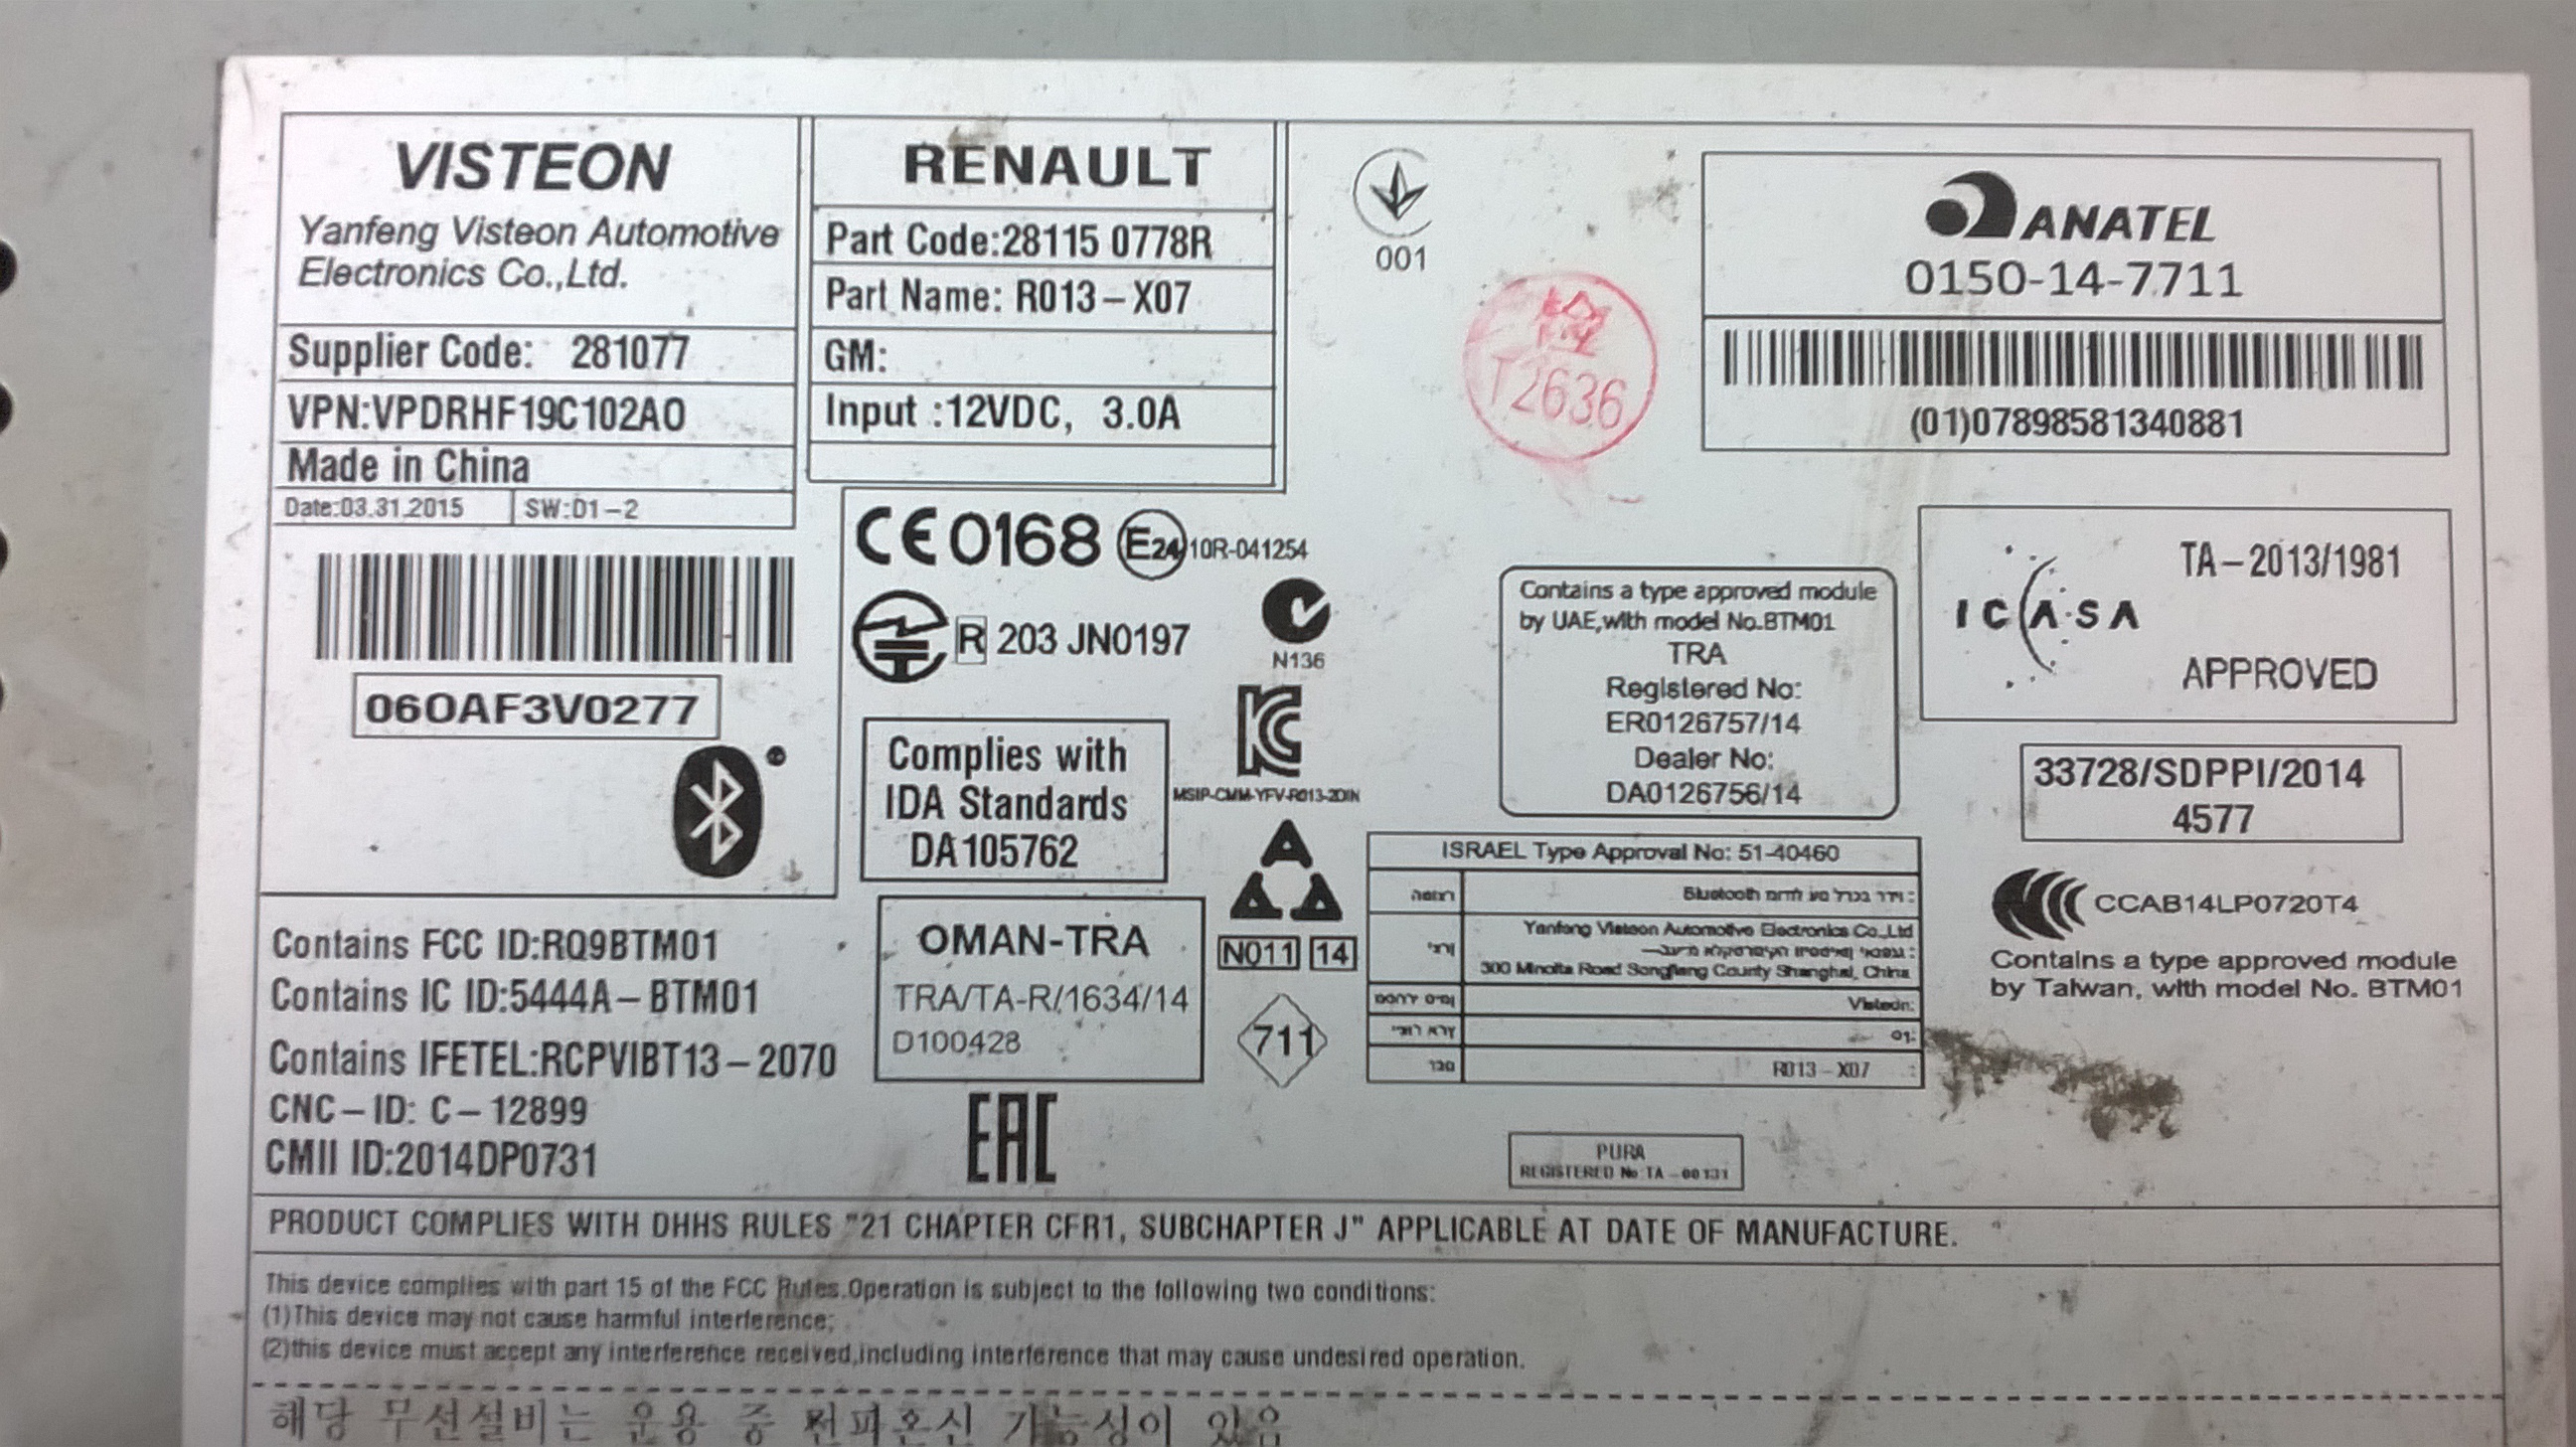 VISTEON
Yanfeng Visteon Automotive
Electronics Co.,Ltd.
Supplier Code: 281077
VPN:VPDRHF19C102AO
Made in China
Date:03.31.2015 SW:D1-2
06OAF3V0277
RENAULT
Part Code:28115 0778R
Part Name: R013-X07
GM:
Input :12VDC, 3.0A
001
T2636
ANATEL
0150-14-7711
(01)07898581340881
CE0168 E24 10R-041254
R 203 JN0197
N136
Complies with
IDA Standards
DA105762
MSIP-CMM-YFV-R013-2DIN
N011 14
711
OMAN-TRA
TRA/TA-R/1634/14
D100428
EAC
Contains a type approved module
by UAE,with model No.BTM01
TRA
Registered No:
ER0126757/14
Dealer No:
DA0126756/14
ICASA
TA-2013/1981
APPROVED
33728/SDPPI/2014
4577
CCAB14LP0720T4
Contains a type approved module
by Taiwan, with model No. BTM01
ISRAEL Type Approval No: 51-40460
Bluetooth
Yanfeng Visteon Automotive Electronics Co.,Ltd
300 Minolta Road Songjiang County Shanghai, China
Visteon:
R013-X07 :
PURA
REGISTERED No TA-00131
Contains FCC ID:RQ9BTM01
Contains IC ID:5444A-BTM01
Contains IFETEL:RCPVIBT13-2070
CNC-ID: C-12899
CMII ID:2014DP0731
PRODUCT COMPLIES WITH DHHS RULES "21 CHAPTER CFR1, SUBCHAPTER J" APPLICABLE AT DATE OF MANUFACTURE.
This device complies with part 15 of the FCC Rules.Operation is subject to the following two conditions:
(1)This device may not cause harmful interference;
(2)this device must accept any interference received,including interference that may cause undesired operation.
해당 무선설비는 운용 중 전파혼신 가능성이 있음